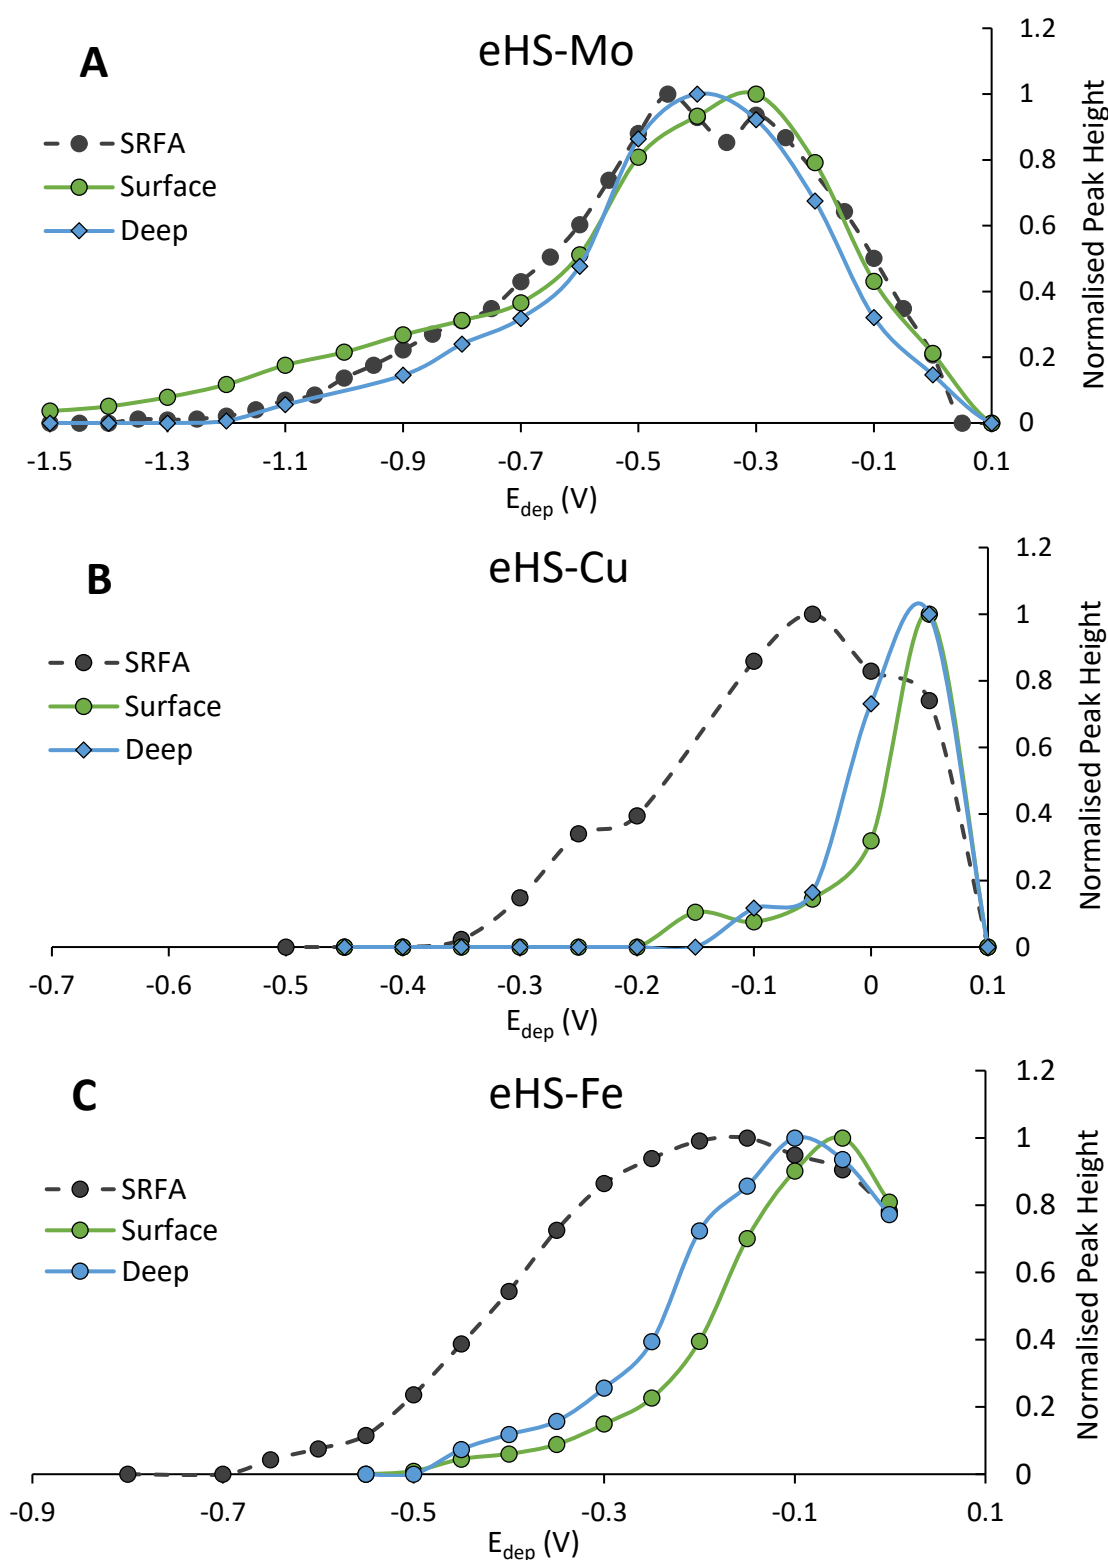 A
eHS-Mo
SRFA
Surface
Deep
1.2
1
0.8
0.6
0.4
0.2
0
Normalised Peak Height
-1.5 -1.3 -1.1 -0.9 -0.7 -0.5 -0.3 -0.1 0.1
Edep (V)
B
eHS-Cu
SRFA
Surface
Deep
1.2
1
0.8
0.6
0.4
0.2
0
Normalised Peak Height
-0.7 -0.6 -0.5 -0.4 -0.3 -0.2 -0.1 0 0.1
Edep (V)
C
eHS-Fe
SRFA
Surface
Deep
1.2
1
0.8
0.6
0.4
0.2
0
Normalised Peak Height
-0.9 -0.7 -0.5 -0.3 -0.1 0.1
Edep (V)